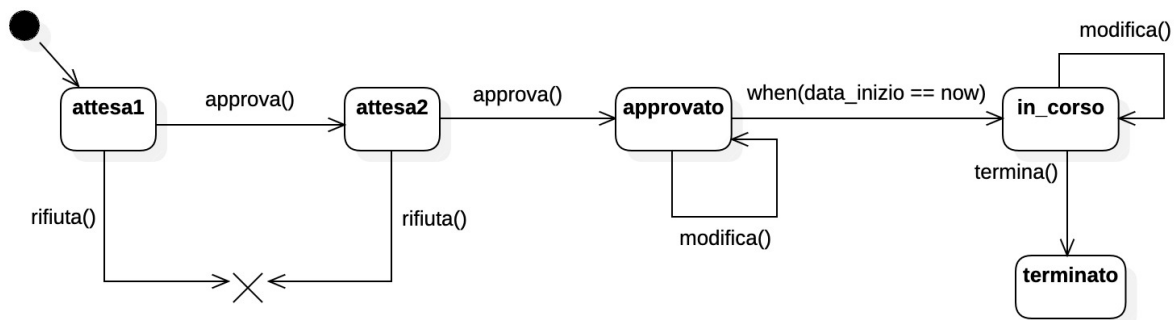 modifica()
attesa1
approva()
attesa2
approva()
approvato
when(data_inizio == now)
in_corso
termina()
rifiuta()
rifiuta()
modifica()
terminato